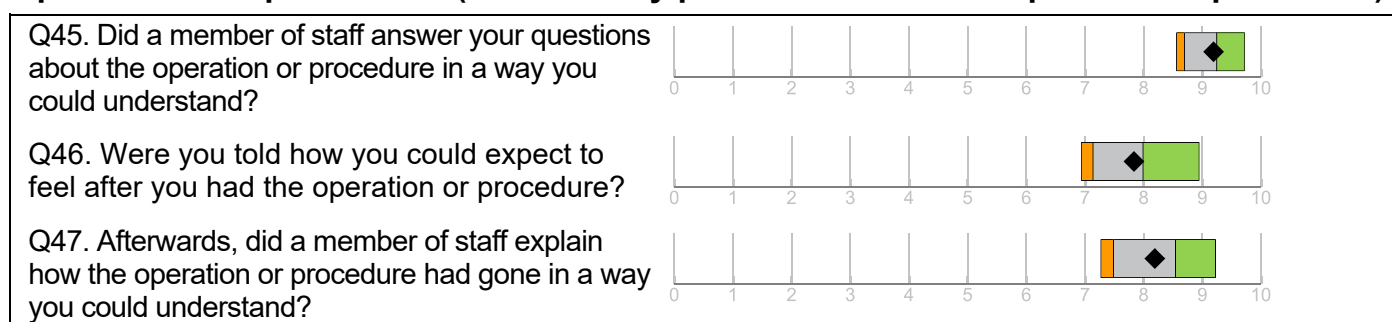 Q45. Did a member of staff answer your questions
about the operation or procedure in a way you
could understand?
0 1 2 3 4 5 6 7 8 9 10
Q46. Were you told how you could expect to
feel after you had the operation or procedure?
0 1 2 3 4 5 6 7 8 9 10
Q47. Afterwards, did a member of staff explain
how the operation or procedure had gone in a way
you could understand?
0 1 2 3 4 5 6 7 8 9 10